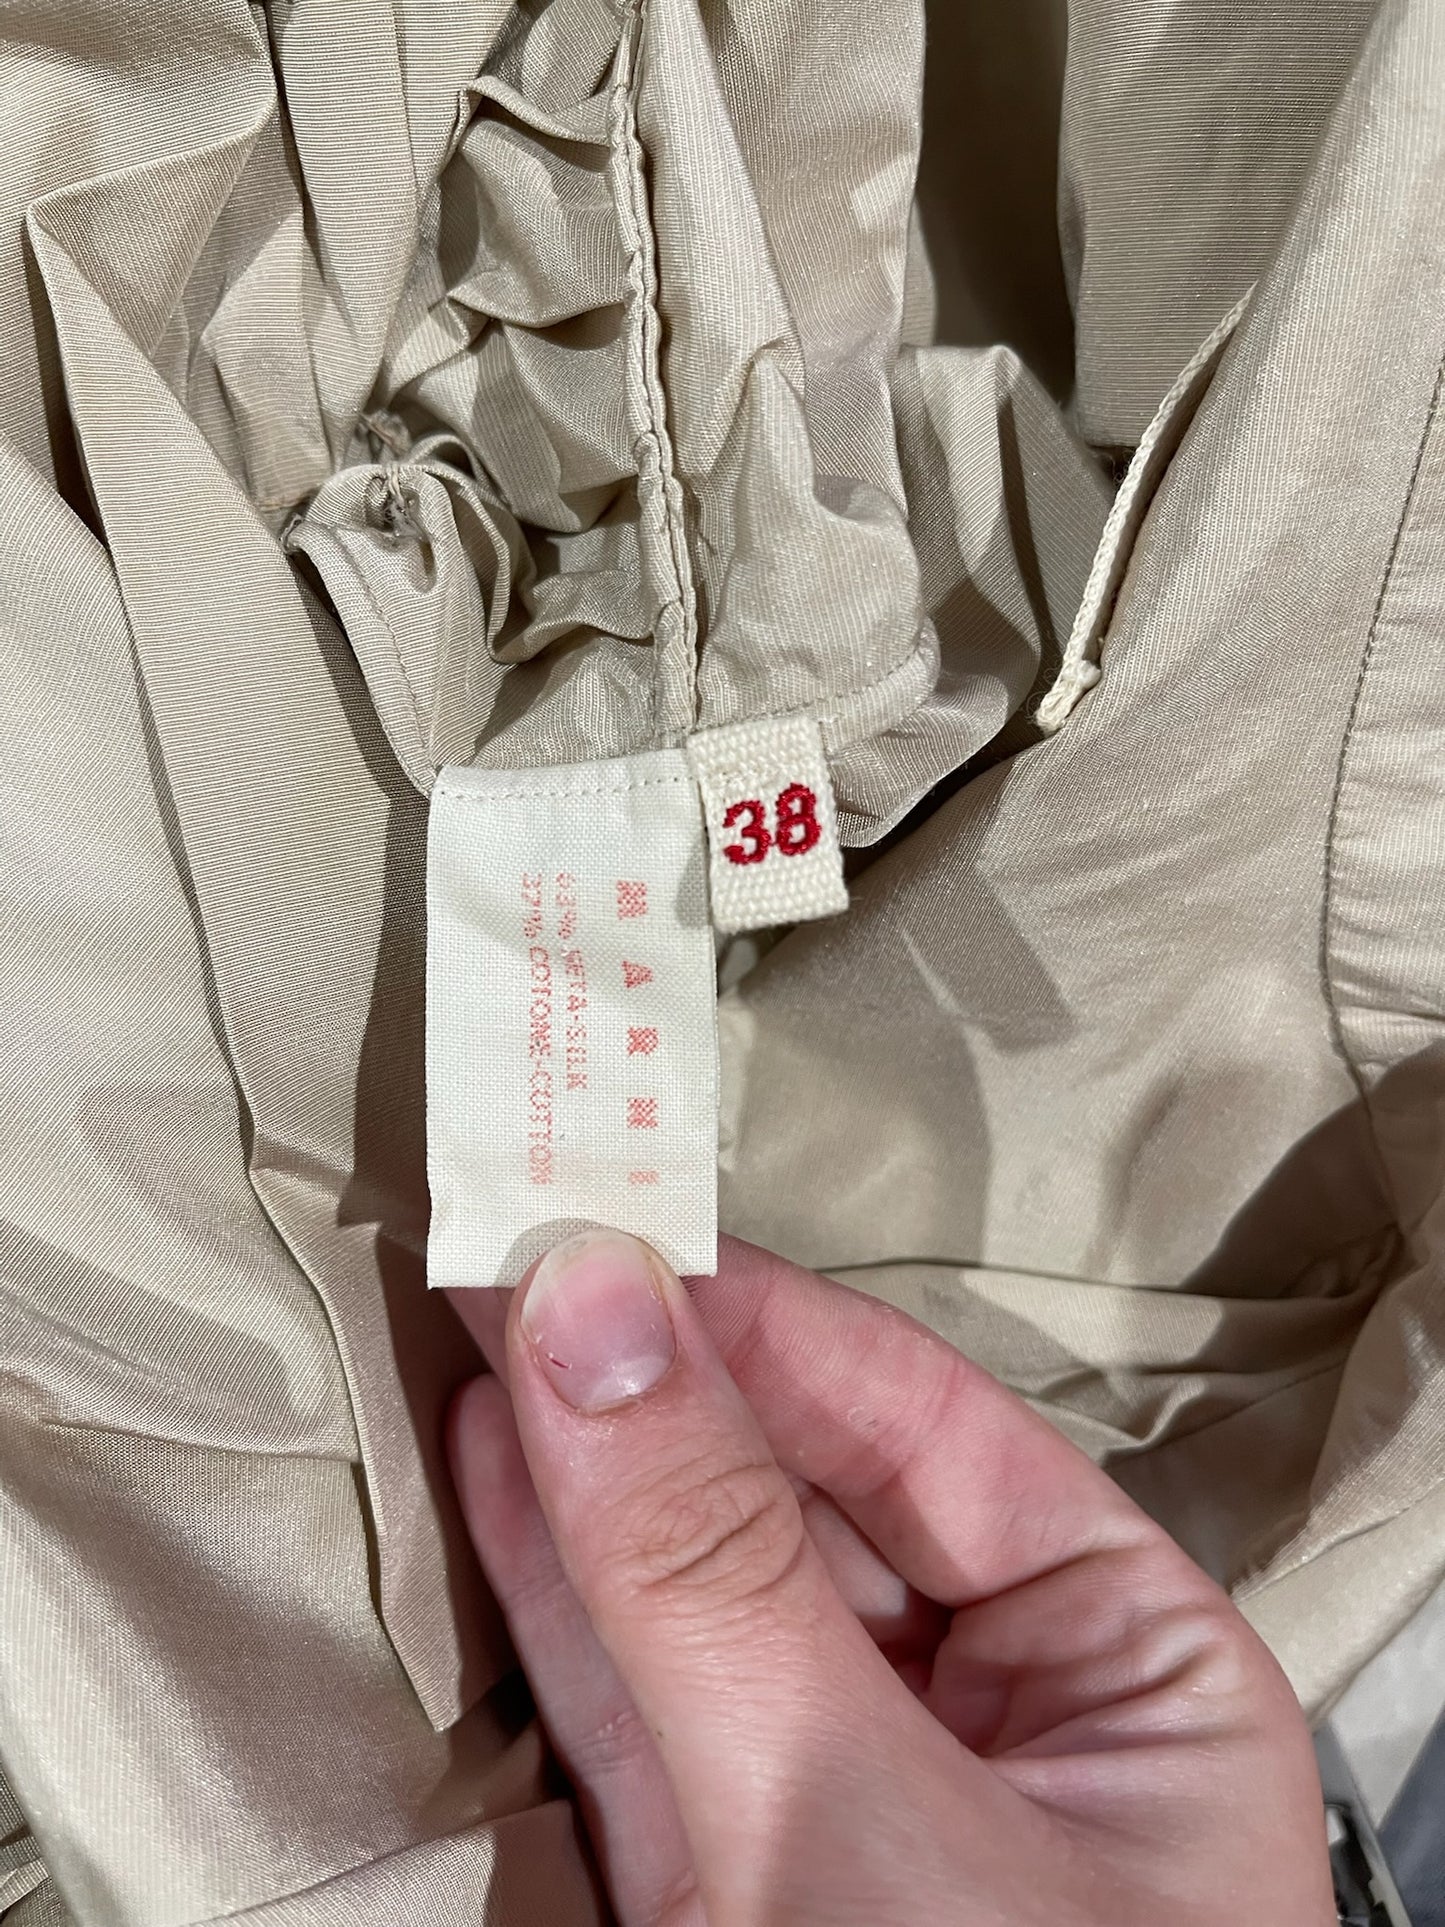 38
MARNI
63% SETA-SILK
37% COTONE-COTTON